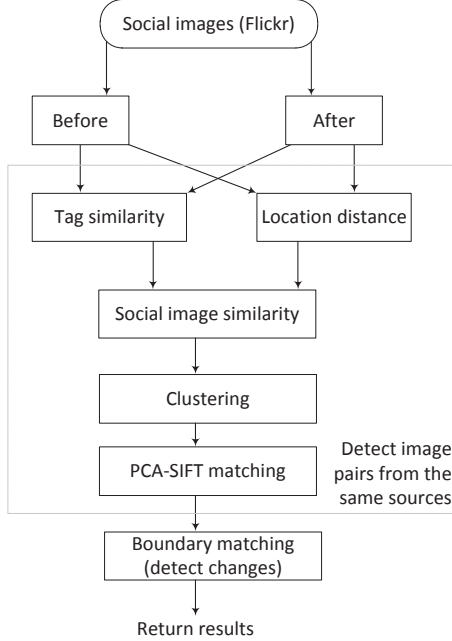 Social images (Flickr)
Before
After
Tag similarity
Location distance
Social image similarity
Clustering
PCA-SIFT matching
Detect image
pairs from the
same sources
Boundary matching
(detect changes)
Return results